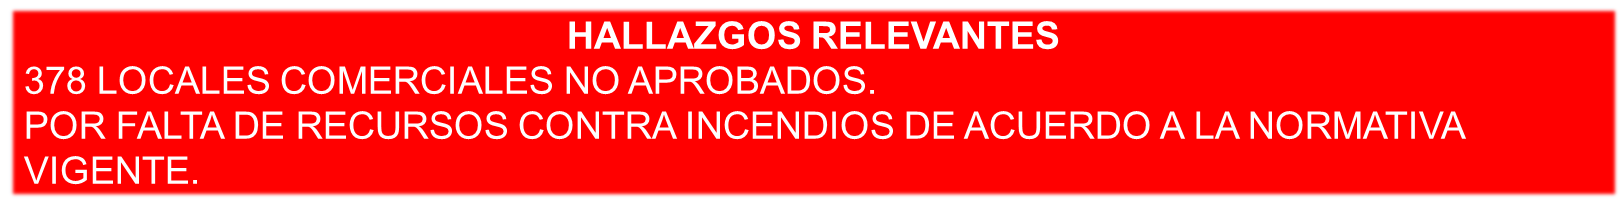 HALLAZGOS RELEVANTES
378 LOCALES COMERCIALES NO APROBADOS.
POR FALTA DE RECURSOS CONTRA INCENDIOS DE ACUERDO A LA NORMATIVA
VIGENTE.